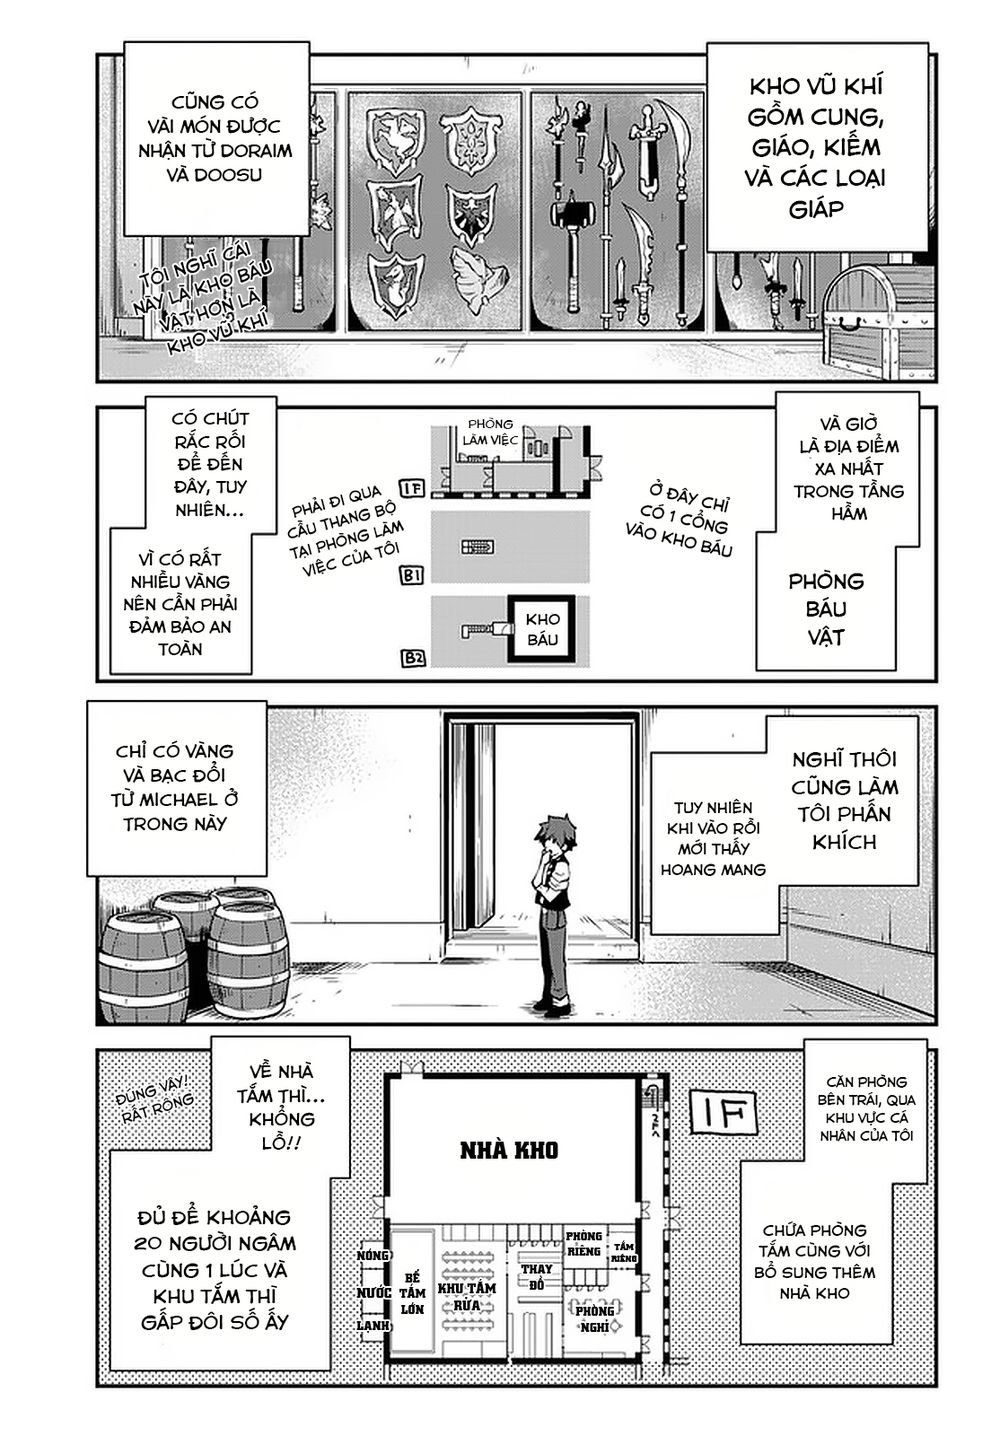 KHO VŨ KHÍ
GỒM CUNG,
GIÁO, KIẾM
VÀ CÁC LOẠI
GIÁP
CŨNG CÓ
VÀI MÓN ĐƯỢC
NHẬN TỪ DORAIM
VÀ DOOSU
TÔI NGHĨ CÁI
NÀY LÀ KHO BÁU
VẬT HƠN LÀ
KHO VŨ KHÍ
VÀ GIỜ
LÀ ĐỊA ĐIỂM
XA NHẤT
TRONG TẦNG
HẦM
PHÒNG
BÁU
VẬT
Ở ĐÂY CHỈ
CÓ 1 CỔNG
VÀO KHO BÁU
PHÒNG
LÀM VIỆC
1F
B1
KHO
BÁU
B2
PHẢI ĐI QUA
CẦU THANG BỘ
TẠI PHÒNG LÀM
VIỆC CỦA TÔI
CÓ CHÚT
RẮC RỐI
ĐỂ ĐẾN
ĐÂY, TUY
NHIÊN...
VÌ CÓ RẤT
NHIỀU VÀNG
NÊN CẦN PHẢI
ĐẢM BẢO AN
TOÀN
NGHĨ THÔI
CŨNG LÀM
TÔI PHẤN
KHÍCH
TUY NHIÊN
KHI VÀO RỒI
MỚI THẤY
HOANG MANG
CHỈ CÓ VÀNG
VÀ BẠC ĐỔI
TỪ MICHAEL Ở
TRONG NÀY
CĂN PHÒNG
BÊN TRÁI, QUA
KHU VỰC CÁ
NHÂN CỦA TÔI
CHỨA PHÒNG
TẮM CÙNG VỚI
BỔ SUNG THÊM
NHÀ KHO
1F
NHÀ KHO
PHÒNG
RIÊNG
TẮM
RIÊNG
THAY
ĐỒ
PHÒNG
NGHỈ
KHU TẮM
RỬA
BỂ
TẮM
LỚN
NÓNG
NƯỚC
LẠNH
VỀ NHÀ
TẮM THÌ...
KHỔNG
LỒ!!
ĐÚNG VẬY!
RẤT RỘNG
ĐỦ ĐỂ KHOẢNG
20 NGƯỜI NGÂM
CÙNG 1 LÚC VÀ
KHU TẮM THÌ
GẤP ĐÔI SỐ ẤY